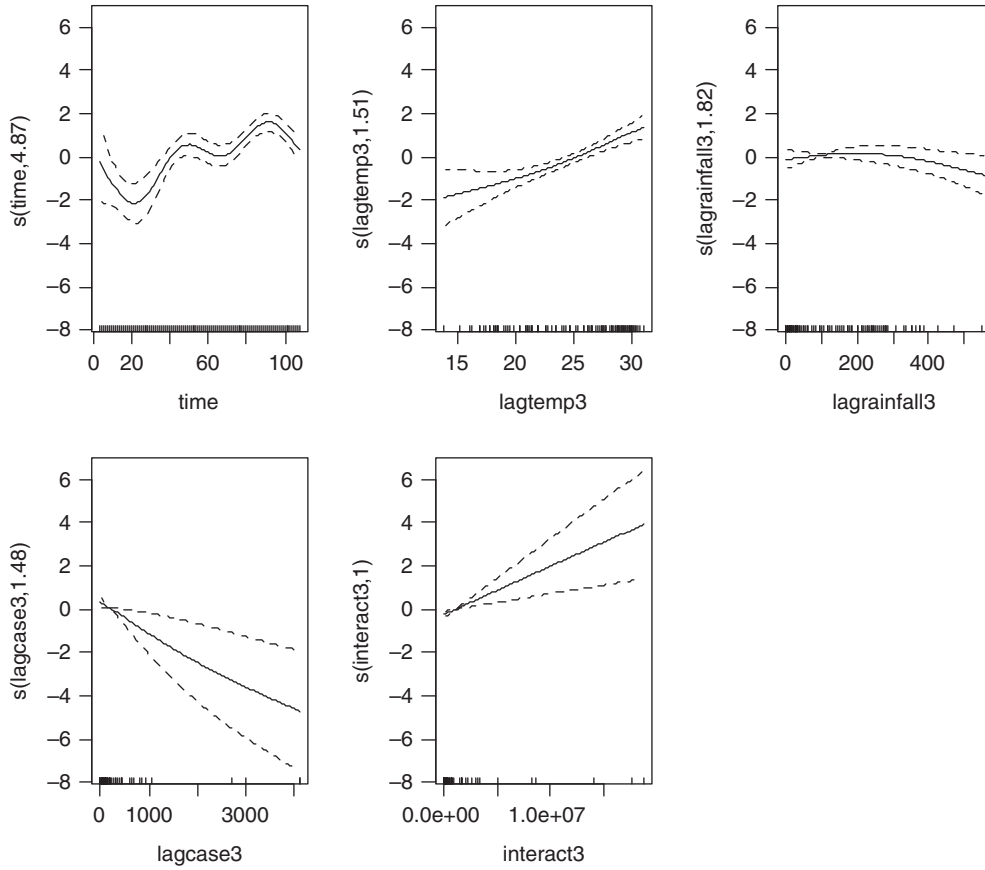 6
4
2
0
−2
−4
−6
−8
s(time,4.87)
0 20 60 100
time
6
4
2
0
−2
−4
−6
−8
s(lagtemp3,1.51)
15 20 25 30
lagtemp3
6
4
2
0
−2
−4
−6
−8
s(lagrainfall3,1.82)
0 200 400
lagrainfall3
6
4
2
0
−2
−4
−6
−8
s(lagcase3,1.48)
0 1000 3000
lagcase3
6
4
2
0
−2
−4
−6
−8
s(interact3,1)
0.0e+00 1.0e+07
interact3